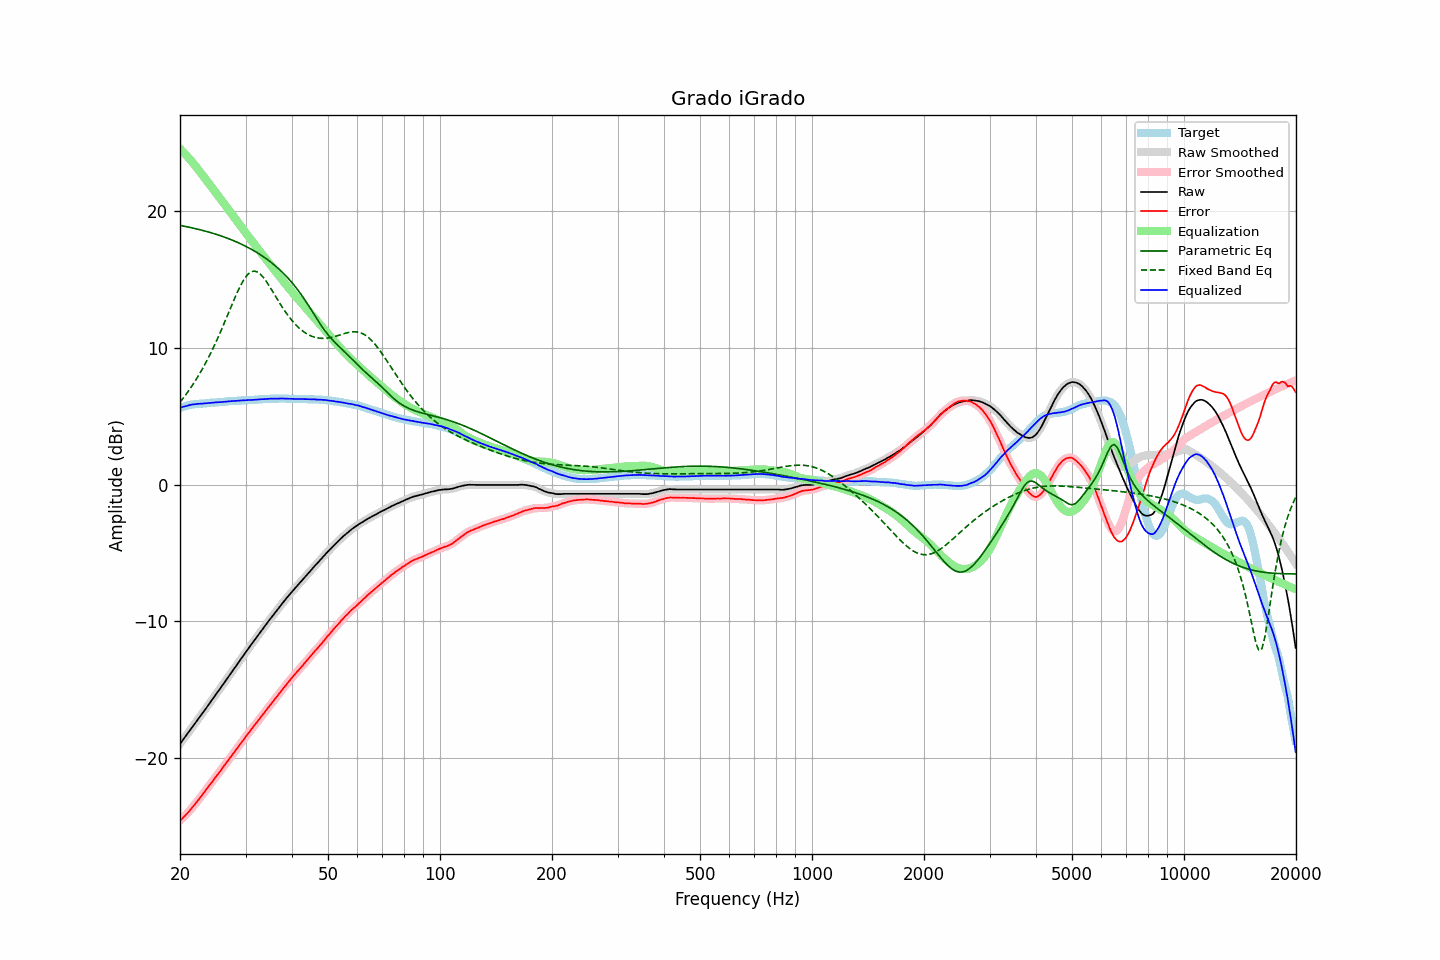 Grado iGrado
Target
Raw Smoothed
Error Smoothed
Raw
Error
Equalization
Parametric Eq
Fixed Band Eq
Equalized
20
10
0
−10
−20
Amplitude (dBr)
20 50 100 200 500 1000 2000 5000 10000 20000
Frequency (Hz)